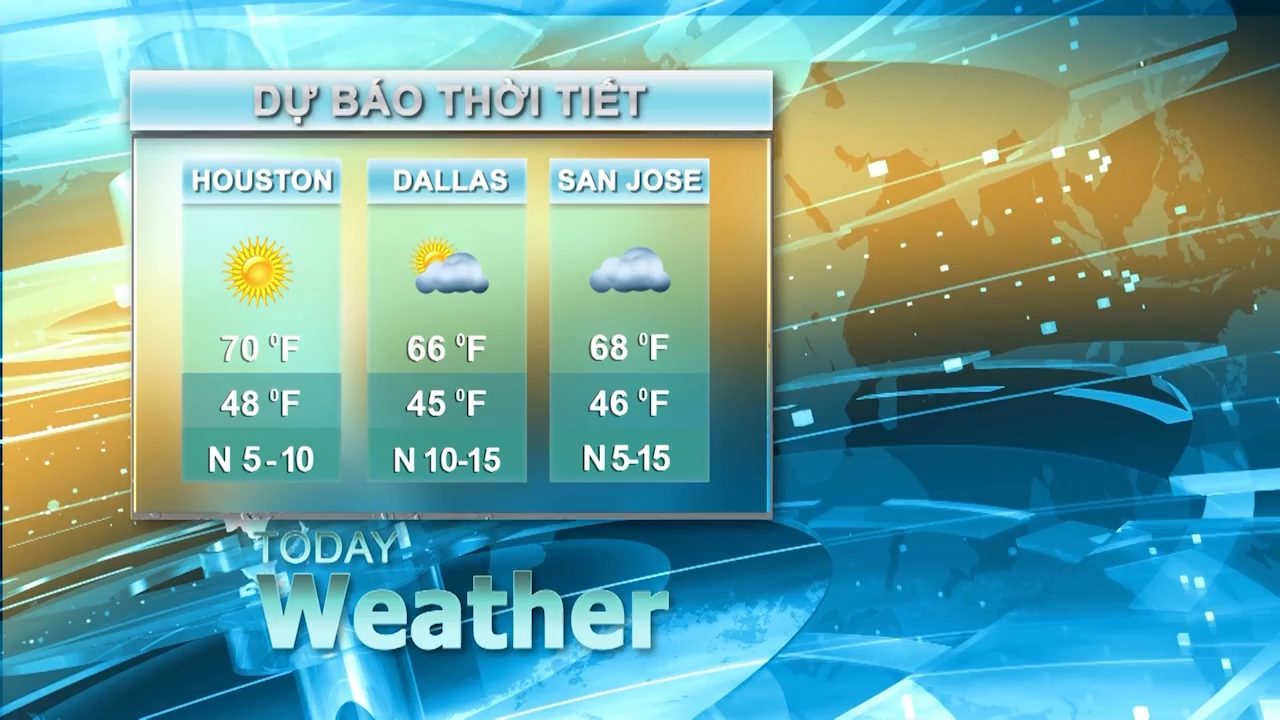 DỰ BÁO THỜI TIẾT
HOUSTON DALLAS SAN JOSE
70 ⁰F 66 ⁰F 68 ⁰F
48 ⁰F 45 ⁰F 46 ⁰F
N 5-10 N 10-15 N 5-15
TODAY
Weather